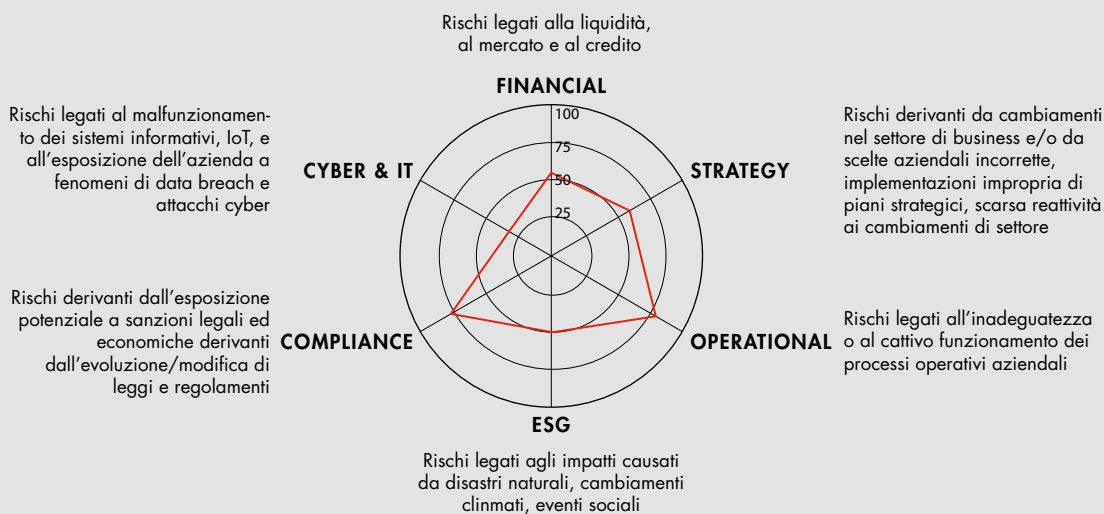 Rischi legati alla liquidità,
al mercato e al credito
FINANCIAL
100
75
50
25
Rischi legati al malfunzionamen-
to dei sistemi informativi, IoT, e
all'esposizione dell'azienda a
fenomeni di data breach e
attacchi cyber
CYBER & IT
STRATEGY
Rischi derivanti da cambiamenti
nel settore di business e/o da
scelte aziendali incorrette,
implementazioni impropria di
piani strategici, scarsa reattività
ai cambiamenti di settore
Rischi derivanti dall'esposizione
potenziale a sanzioni legali ed
economiche derivanti
dall'evoluzione/modifica di
leggi e regolamenti
COMPLIANCE
OPERATIONAL
Rischi legati all'inadeguatezza
o al cattivo funzionamento dei
processi operativi aziendali
ESG
Rischi legati agli impatti causati
da disastri naturali, cambiamenti
clinmati, eventi sociali